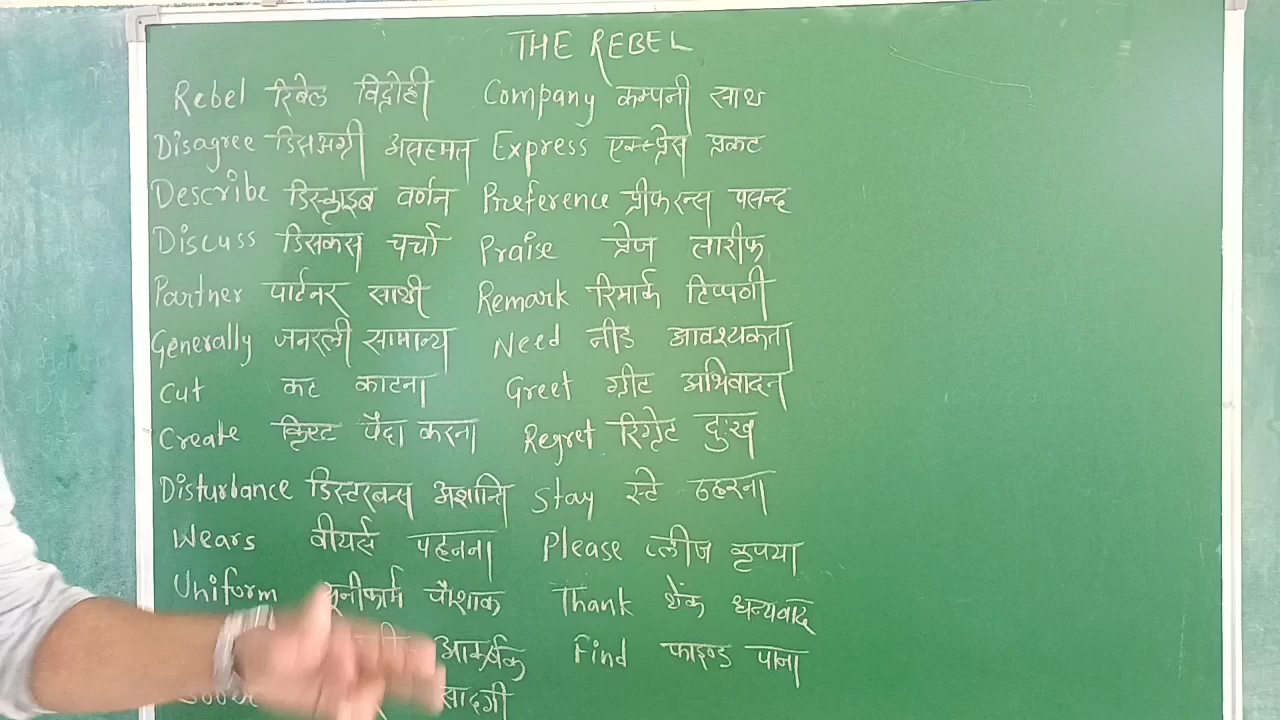 THE REBEL
Rebel रिबेल विद्रोही Company कम्पनी साथ
Disagree डिसअग्री असहमत Express एक्स्प्रेस प्रकट
Describe डिस्क्राइब वर्णन Preference प्रीफरन्स पसन्द
Discuss डिसकस चर्चा Praise प्रेज तारीफ
Partner पार्टनर साथी Remark रिमार्क टिप्पणी
Generally जनरली सामान्य Need नीड आवश्यकता
Cut कट काटना Greet ग्रीट अभिवादन
Create क्रिएट पैदा करना Regret रिग्रेट दुःख
Disturbance डिस्टरबन्स अशान्ति Stay स्टे ठहरना
Wears वीयर्स पहनना Please प्लीज कृपया
Uniform यूनीफार्म पौशाक Thank थैंक धन्यवाद
आकर्षक Find फाइण्ड पाना
सादगी